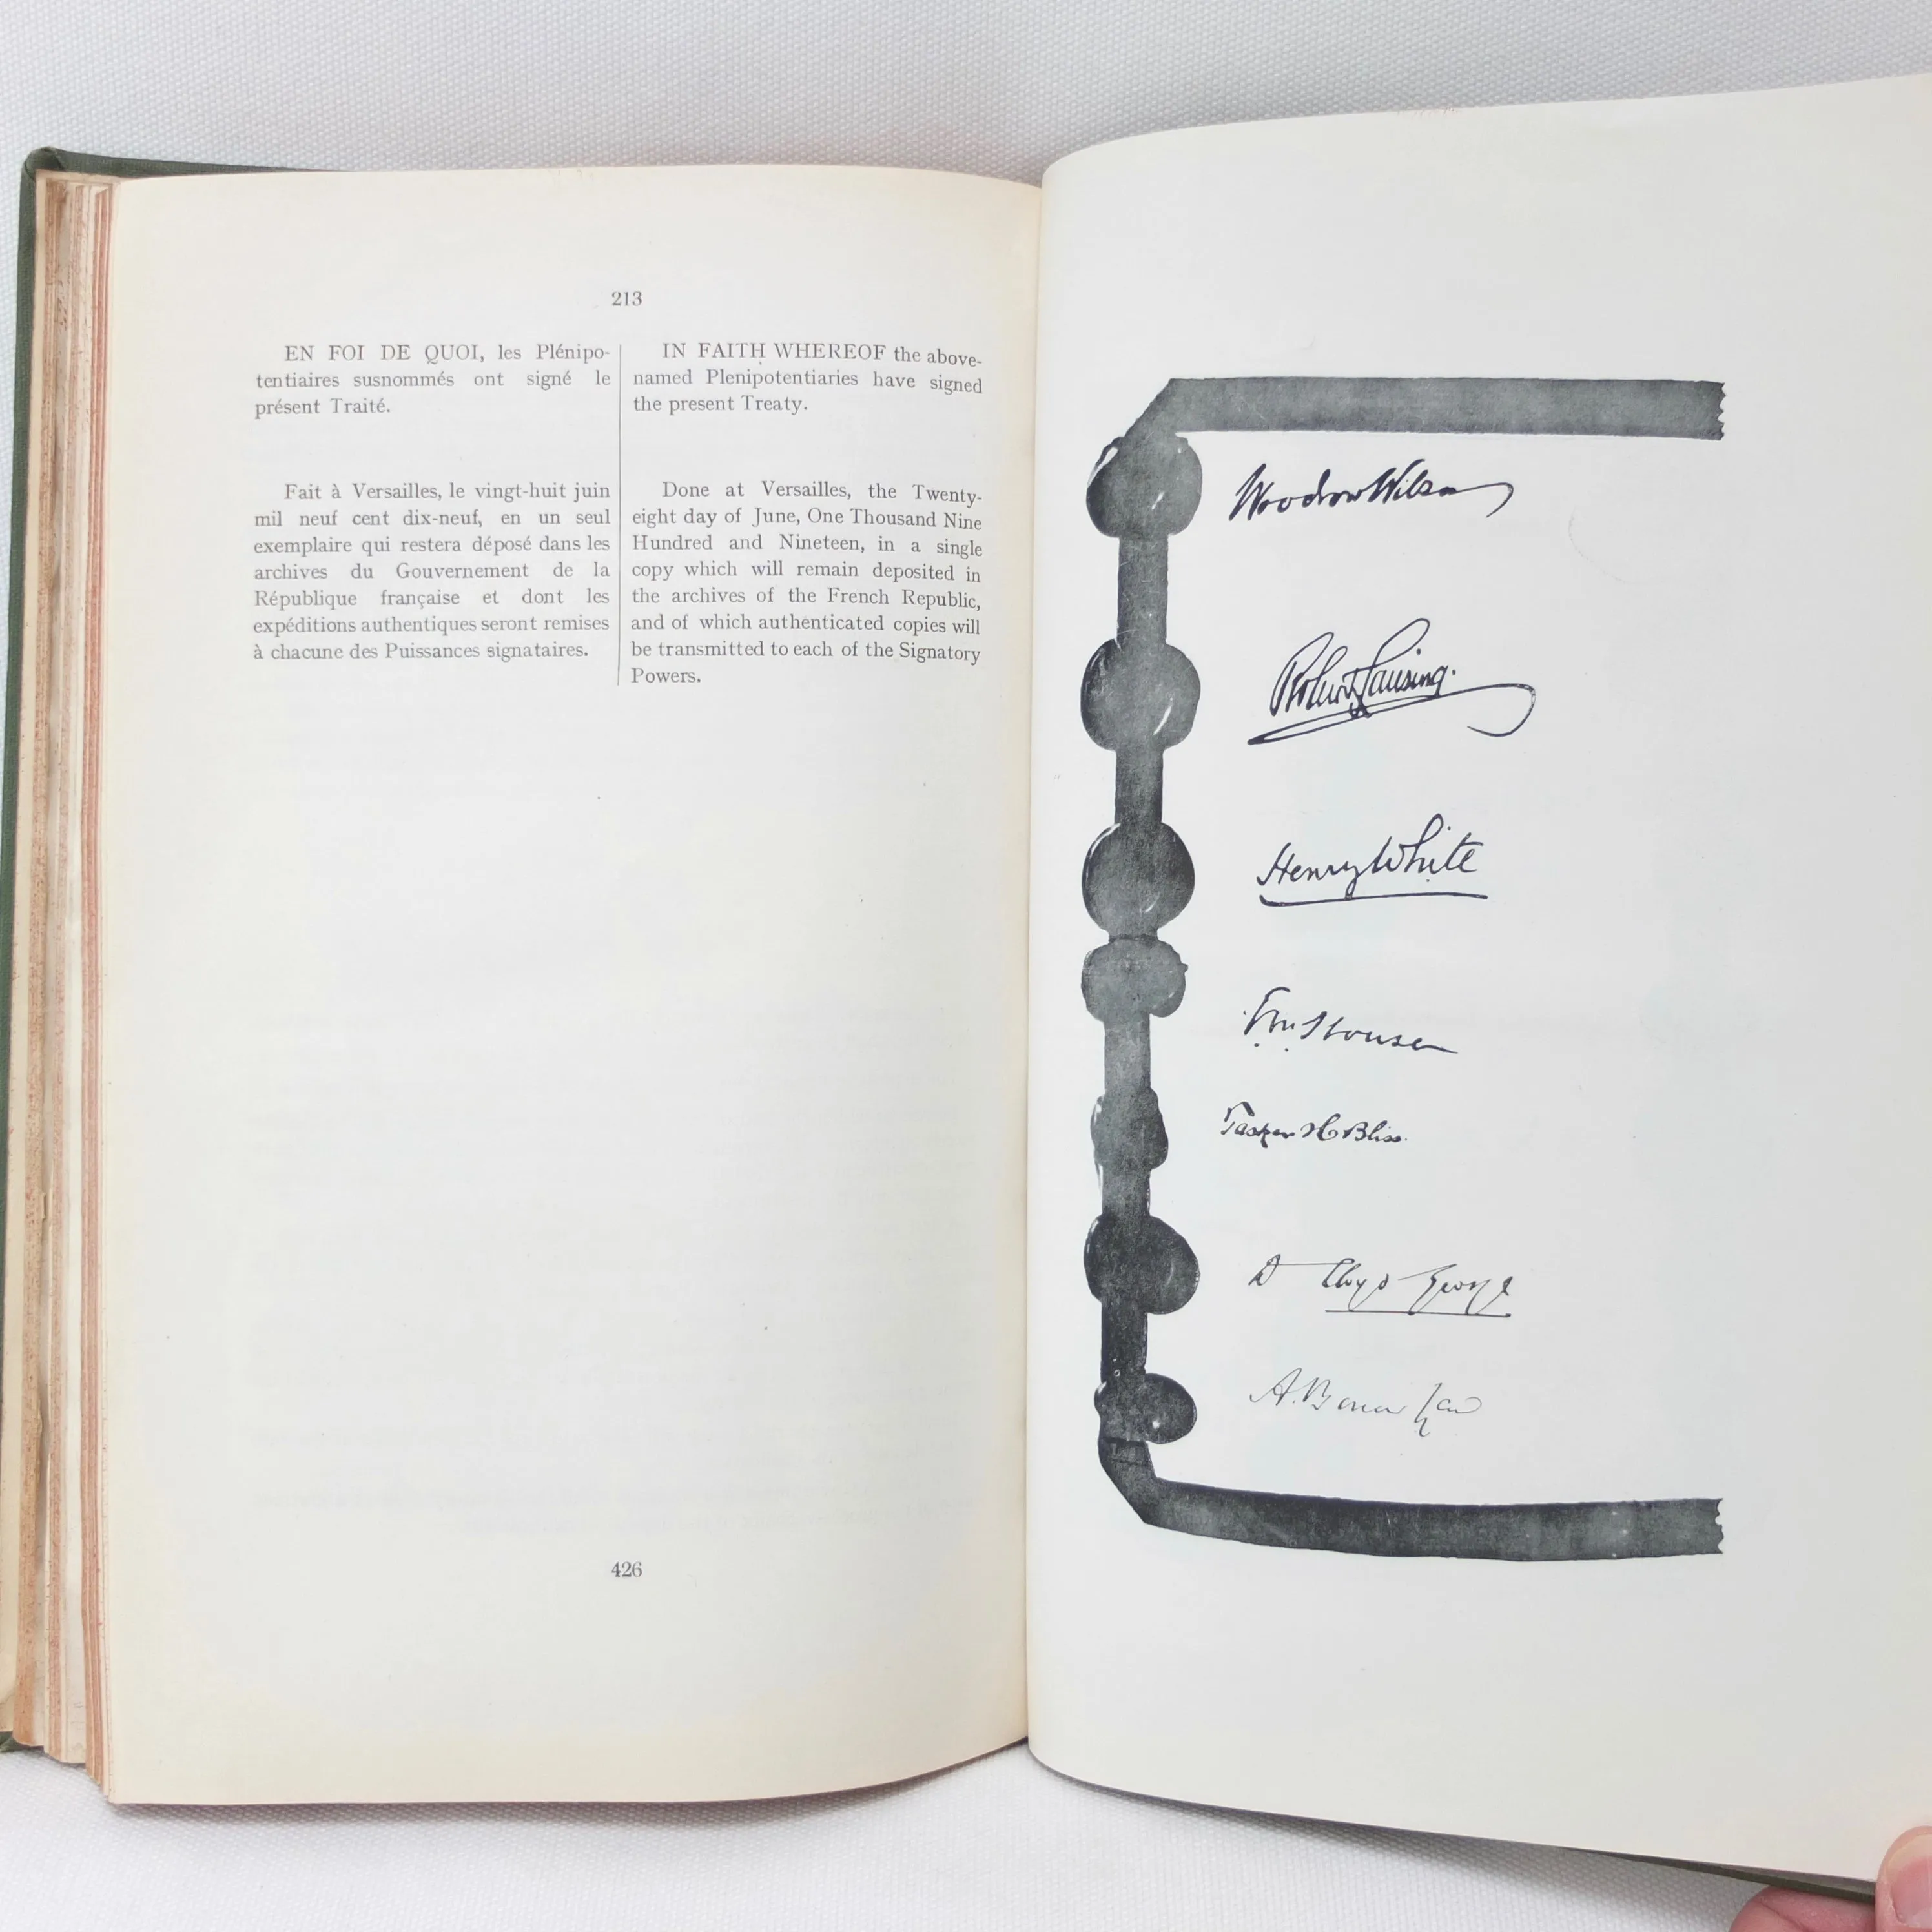 213
EN FOI DE QUOI, les Plénipo-
tentiaires susnommés ont signé le
présent Traité.
Fait à Versailles, le vingt-huit juin
mil neuf cent dix-neuf, en un seul
exemplaire qui restera déposé dans les
archives du Gouvernement de la
République française et dont les
expéditions authentiques seront remises
à chacune des Puissances signataires.
IN FAITH WHEREOF the above-
named Plenipotentiaries have signed
the present Treaty.
Done at Versailles, the Twenty-
eight day of June, One Thousand Nine
Hundred and Nineteen, in a single
copy which will remain deposited in
the archives of the French Republic,
and of which authenticated copies will
be transmitted to each of the Signatory
Powers.
426
Woodrow Wilson
Robert Lansing.
Henry White
House
Tasker H Bliss.
D Lloyd George
A. Bonar Law